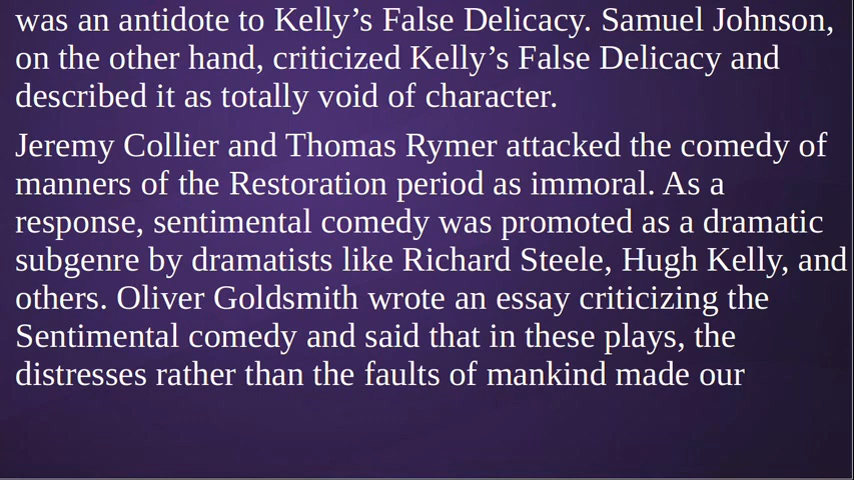 was an antidote to Kelly’s False Delicacy. Samuel Johnson,
on the other hand, criticized Kelly’s False Delicacy and
described it as totally void of character.
Jeremy Collier and Thomas Rymer attacked the comedy of
manners of the Restoration period as immoral. As a
response, sentimental comedy was promoted as a dramatic
subgenre by dramatists like Richard Steele, Hugh Kelly, and
others. Oliver Goldsmith wrote an essay criticizing the
Sentimental comedy and said that in these plays, the
distresses rather than the faults of mankind made our